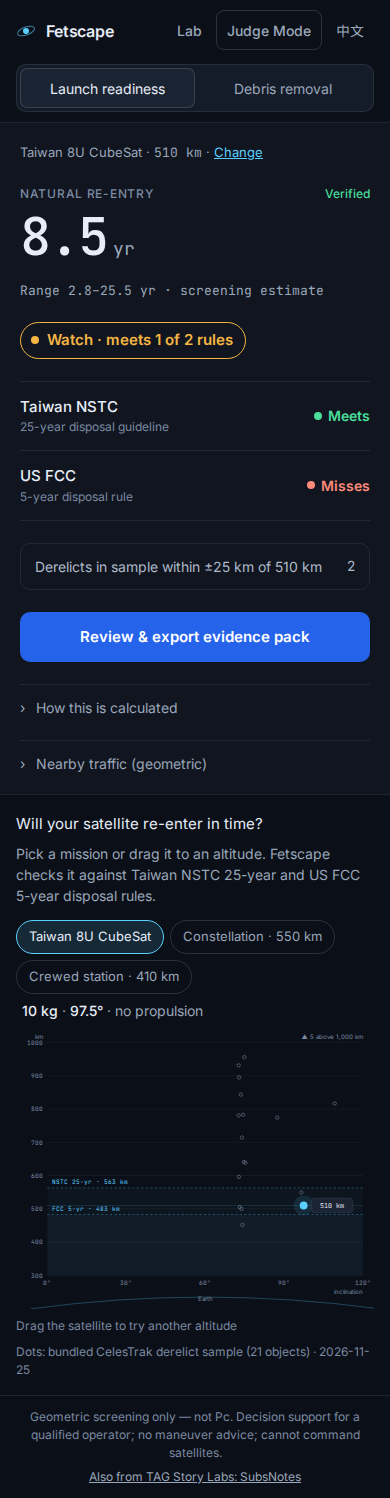 Fetscape
Lab
Judge Mode
中文
Launch readiness
Debris removal
Taiwan 8U CubeSat · 510 km · Change
NATURAL RE-ENTRY
Verified
8.5 yr
Range 2.8–25.5 yr · screening estimate
Watch · meets 1 of 2 rules
Taiwan NSTC
25-year disposal guideline
Meets
US FCC
5-year disposal rule
Misses
Derelicts in sample within ±25 km of 510 km
2
Review & export evidence pack
› How this is calculated
› Nearby traffic (geometric)
Will your satellite re-enter in time?
Pick a mission or drag it to an altitude. Fetscape
checks it against Taiwan NSTC 25-year and US FCC
5-year disposal rules.
Taiwan 8U CubeSat
Constellation · 550 km
Crewed station · 410 km
10 kg · 97.5° · no propulsion
km
▲ 5 above 1,000 km
1000
900
800
700
600
NSTC 25-yr · 563 km
500
FCC 5-yr · 483 km
510 km
400
300
0°
30°
60°
90°
120°
inclination
Earth
Drag the satellite to try another altitude
Dots: bundled CelesTrak derelict sample (21 objects) · 2026-11-
25
Geometric screening only — not Pc. Decision support for a
qualified operator; no maneuver advice; cannot command
satellites.
Also from TAG Story Labs: SubsNotes